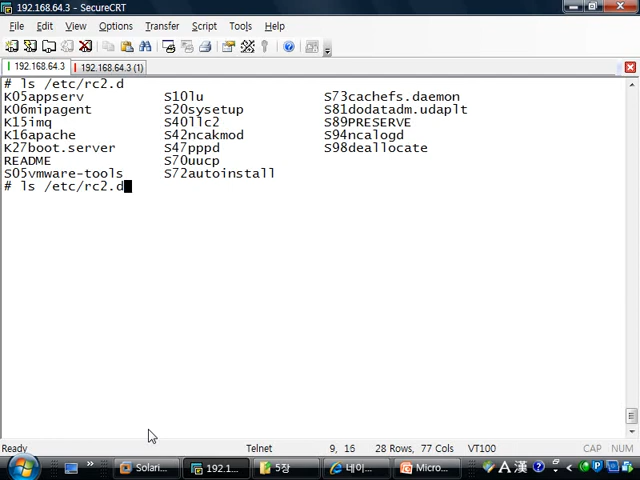 192.168.64.3 - SecureCRT
File Edit View Options Transfer Script Tools Help
192.168.64.3 192.168.64.3 (1)
# ls /etc/rc2.d
K05appserv S10lu S73cachefs.daemon
K06mipagent S20sysetup S81dodatadm.udaplt
K15imq S40llc2 S89PRESERVE
K16apache S42ncakmod S94ncalogd
K27boot.server S47pppd S98deallocate
README S70uucp
S05vmware-tools S72autoinstall
# ls /etc/rc2.d
Ready Telnet 9, 16 28 Rows, 77 Cols VT100 CAP NUM
Solari... 192.1... 5장 네이... Micro... A 漢